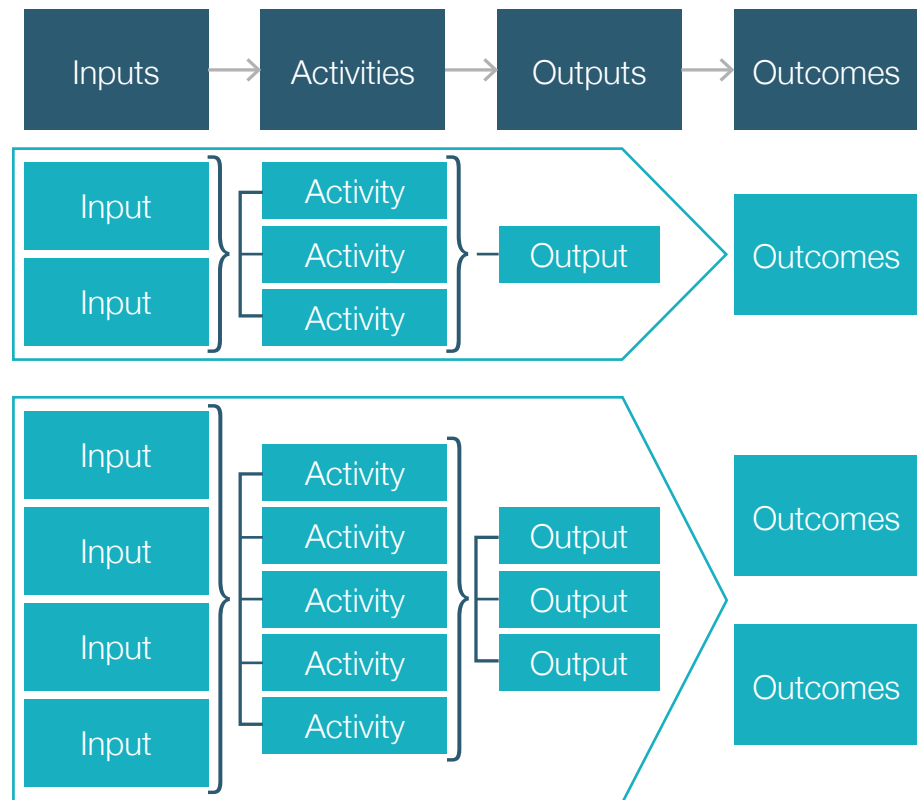 Inputs
Activities
Outputs
Outcomes
Input
Input
Activity
Activity
Activity
Output
Outcomes
Input
Input
Input
Input
Activity
Activity
Activity
Activity
Activity
Output
Output
Output
Outcomes
Outcomes